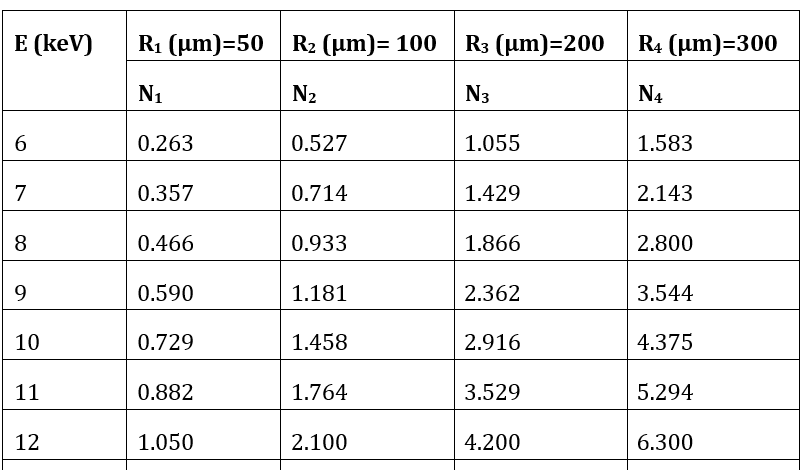 E (keV) R₁ (μm)=50 R₂ (μm)= 100 R₃ (μm)=200 R₄ (μm)=300
N₁ N₂ N₃ N₄
6 0.263 0.527 1.055 1.583
7 0.357 0.714 1.429 2.143
8 0.466 0.933 1.866 2.800
9 0.590 1.181 2.362 3.544
10 0.729 1.458 2.916 4.375
11 0.882 1.764 3.529 5.294
12 1.050 2.100 4.200 6.300